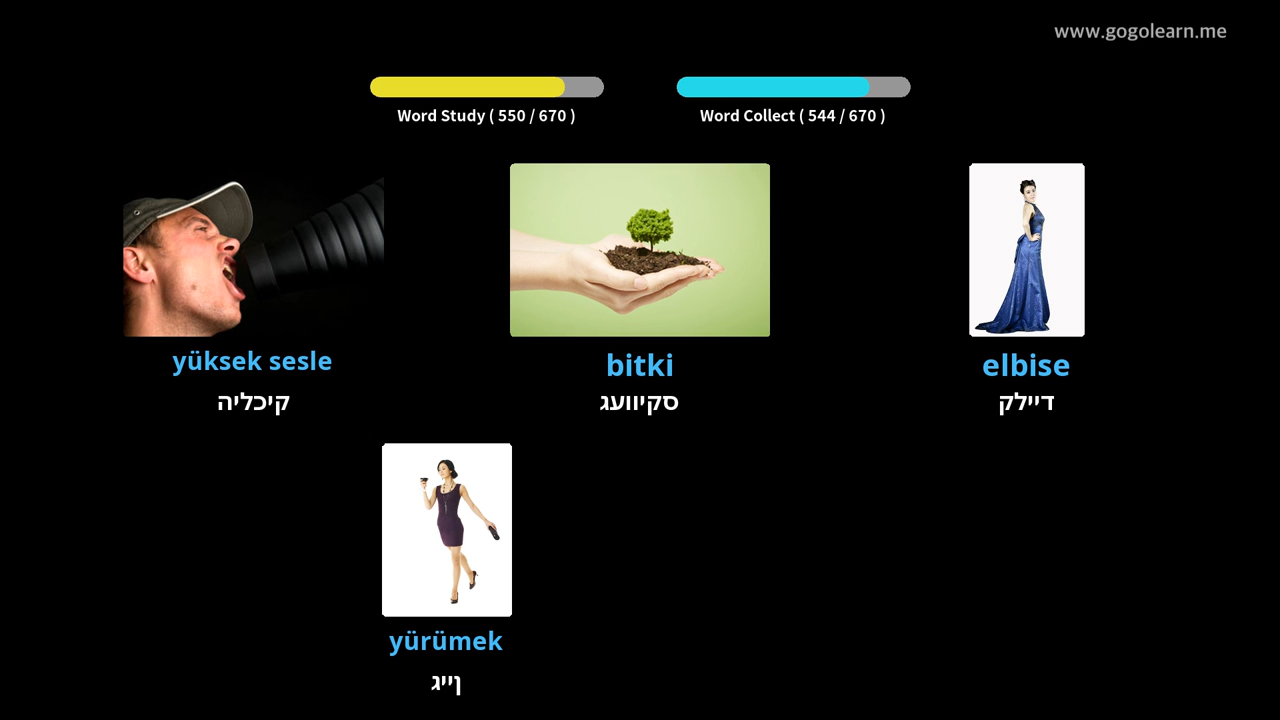 www.gogolearn.me
Word Study ( 550 / 670 )
Word Collect ( 544 / 670 )
yüksek sesle
קיכליה
bitki
סקיוועג
elbise
דיילק
yürümek
ןייג